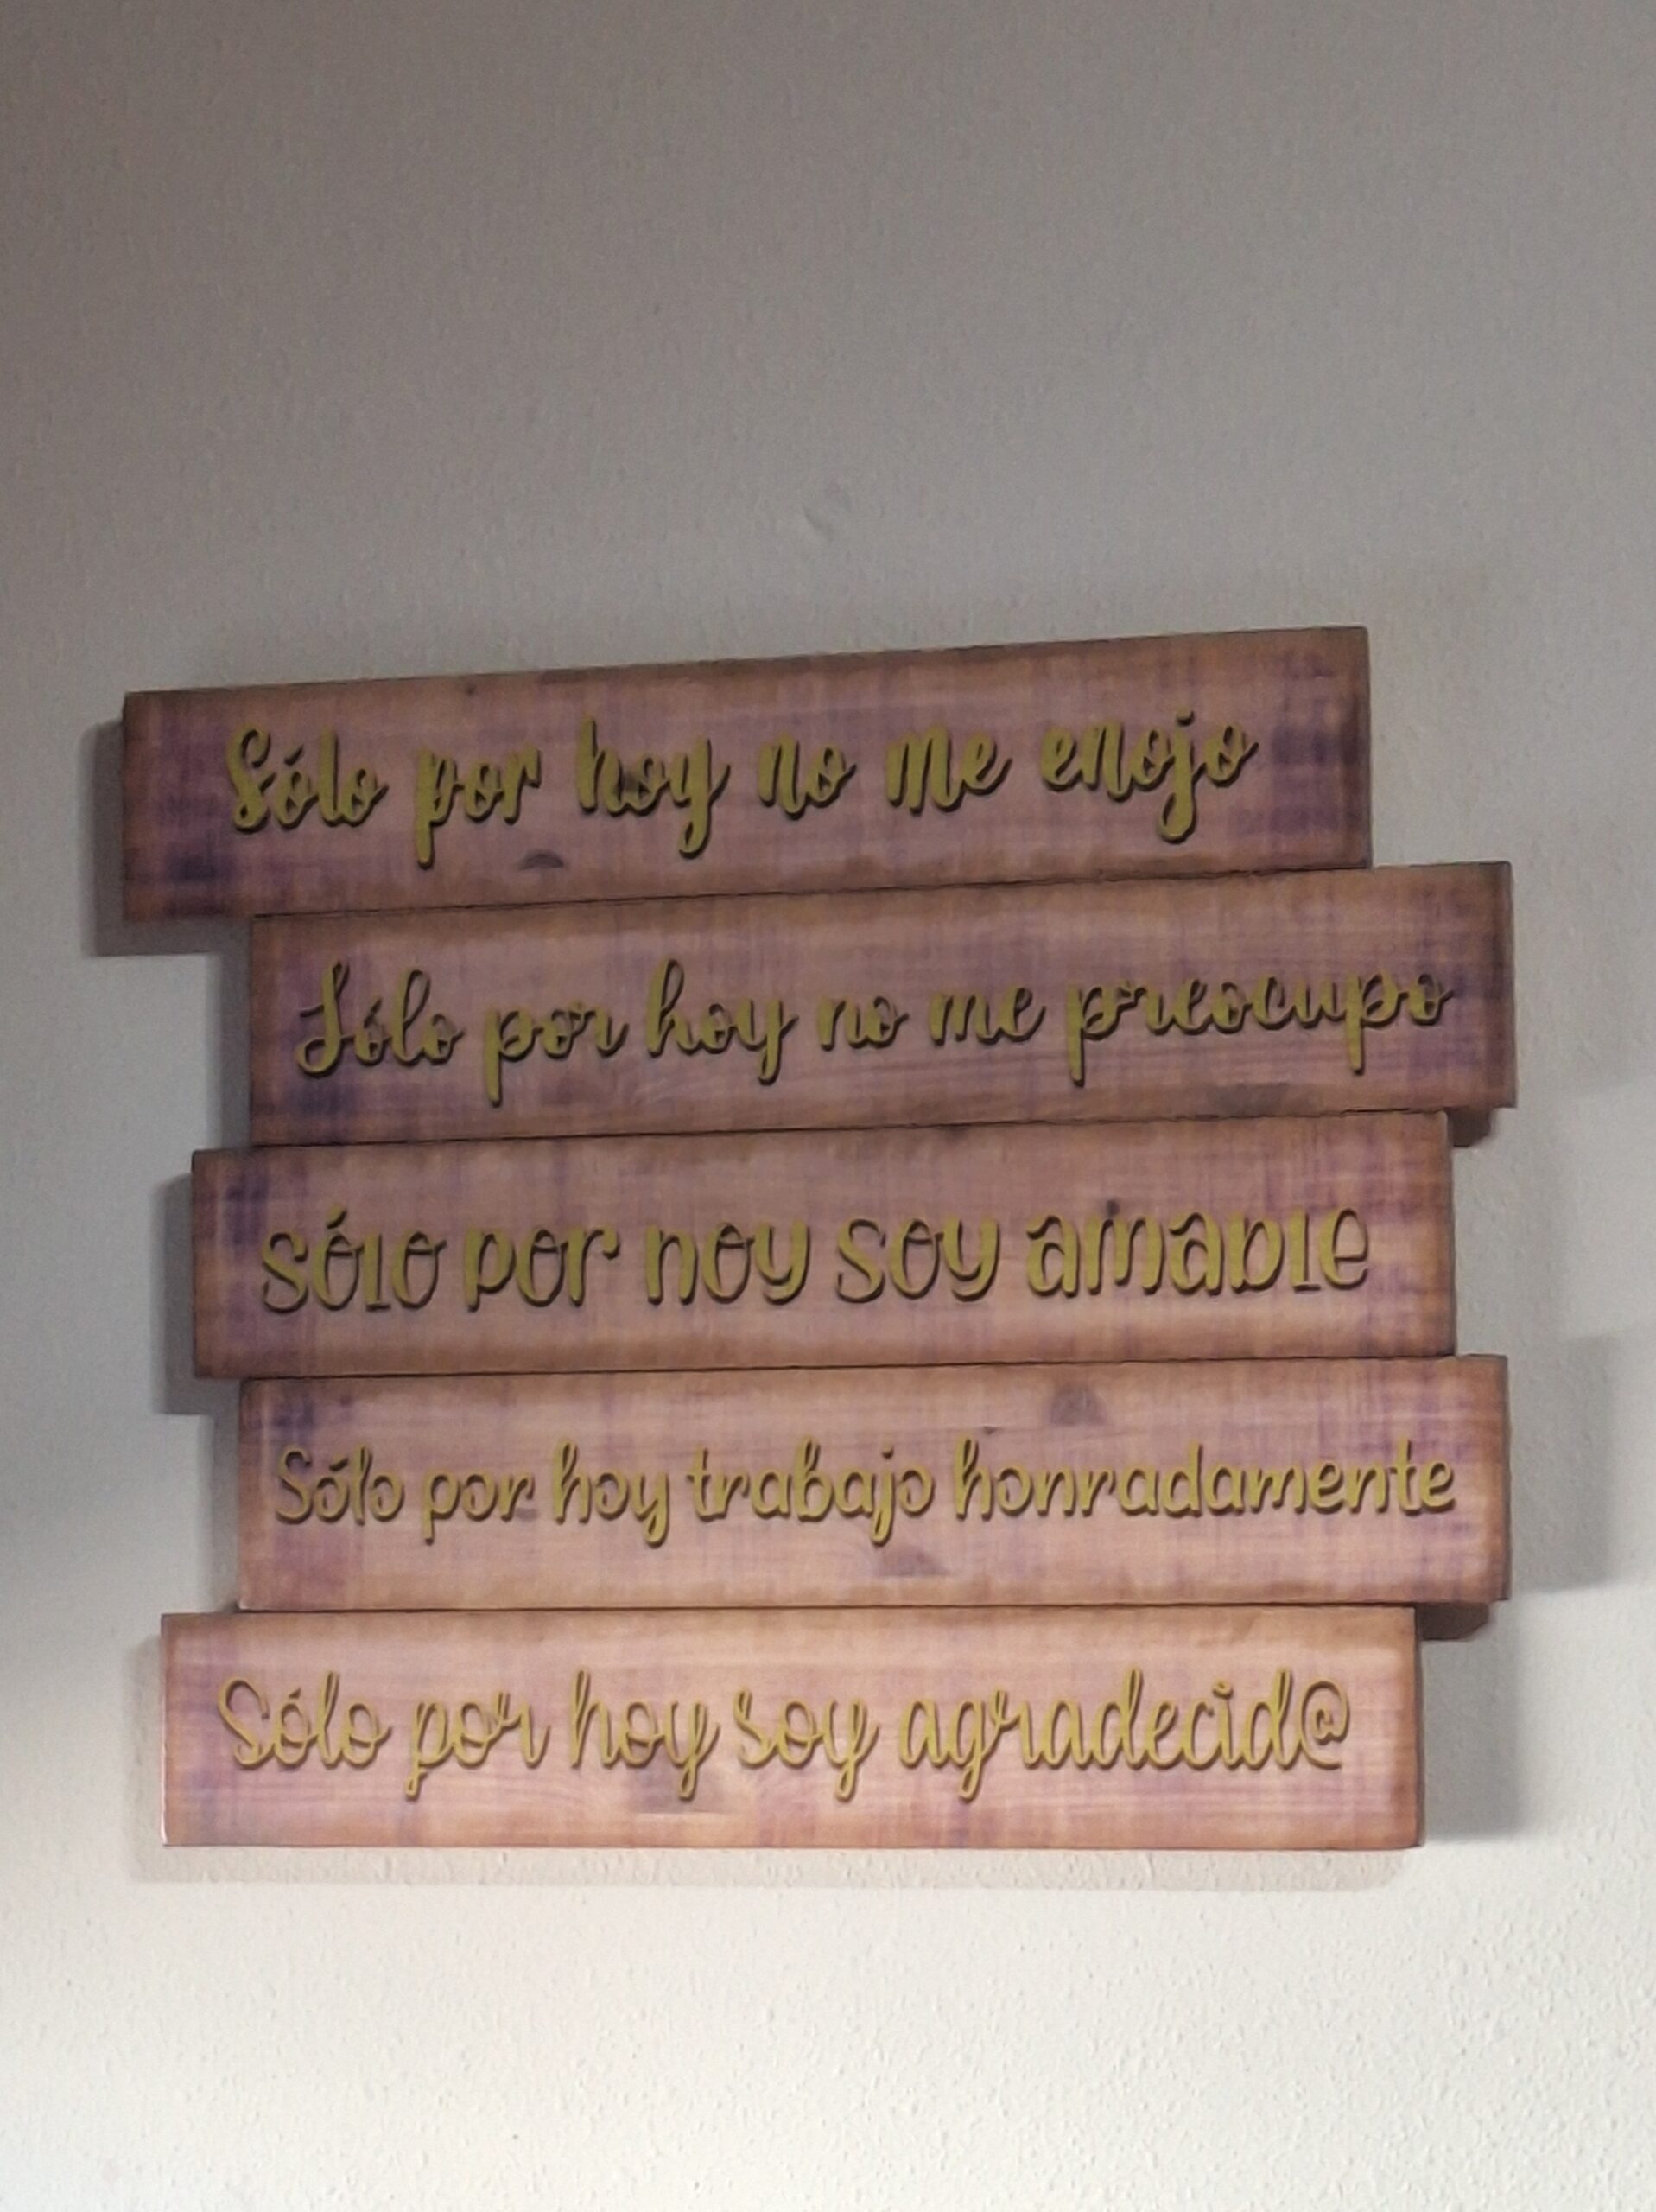 Sólo por hoy no me enojo
Sólo por hoy no me preocupo
sólo por hoy soy amable
Sólo por hoy trabajo honradamente
Sólo por hoy soy agradecid@